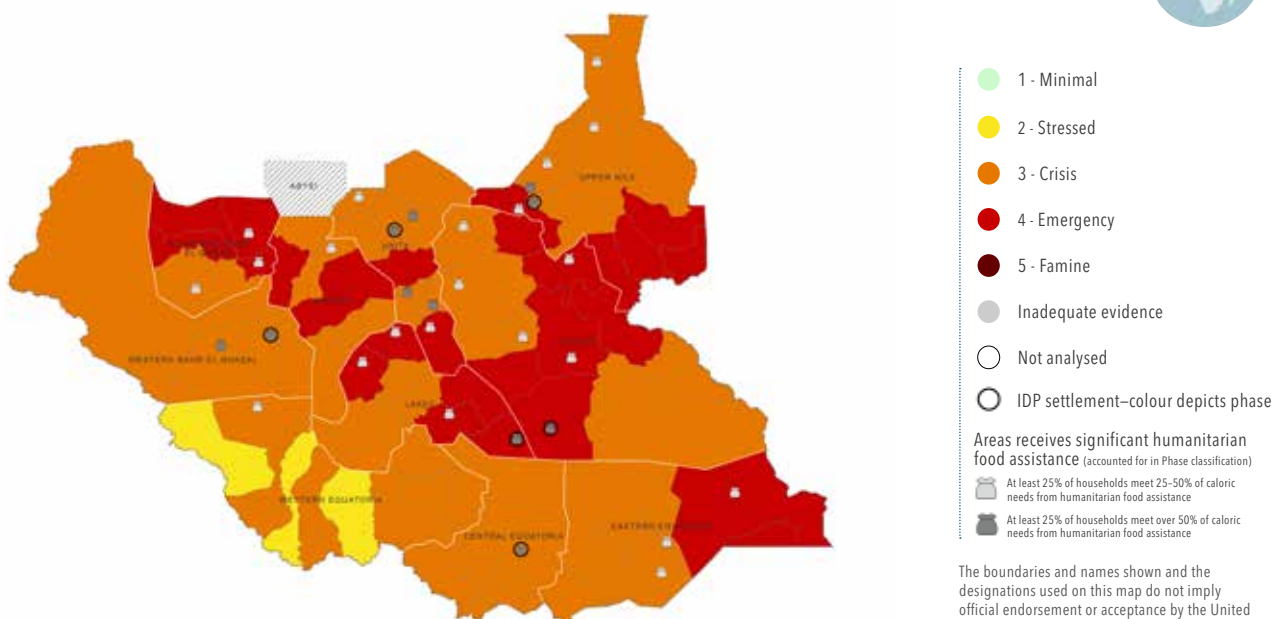 ABYEI
UPPER NILE
UNITY
WESTERN BAHR EL GHAZAL
LAKES
WESTERN EQUATORIA
CENTRAL EQUATORIA
EASTERN EQUATORIA
1 - Minimal
2 - Stressed
3 - Crisis
4 - Emergency
5 - Famine
Inadequate evidence
Not analysed
IDP settlement–colour depicts phase
Areas receives significant humanitarian
food assistance (accounted for in Phase classification)
At least 25% of households meet 25–50% of caloric
needs from humanitarian food assistance
At least 25% of households meet over 50% of caloric
needs from humanitarian food assistance
The boundaries and names shown and the
designations used on this map do not imply
official endorsement or acceptance by the United